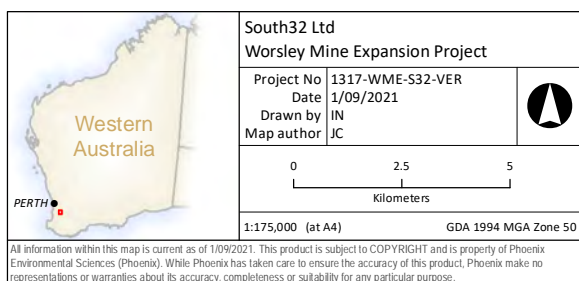 South32 Ltd
Worsley Mine Expansion Project
Project No 1317-WME-S32-VER
Date 1/09/2021
Drawn by IN
Map author JC
Western
Australia
PERTH
0 2.5 5
Kilometers
1:175,000 (at A4) GDA 1994 MGA Zone 50
All information within this map is current as of 1/09/2021. This product is subject to COPYRIGHT and is property of Phoenix
Environmental Sciences (Phoenix). While Phoenix has taken care to ensure the accuracy of this product, Phoenix make no
representations or warranties about its accuracy, completeness or suitability for any particular purpose.